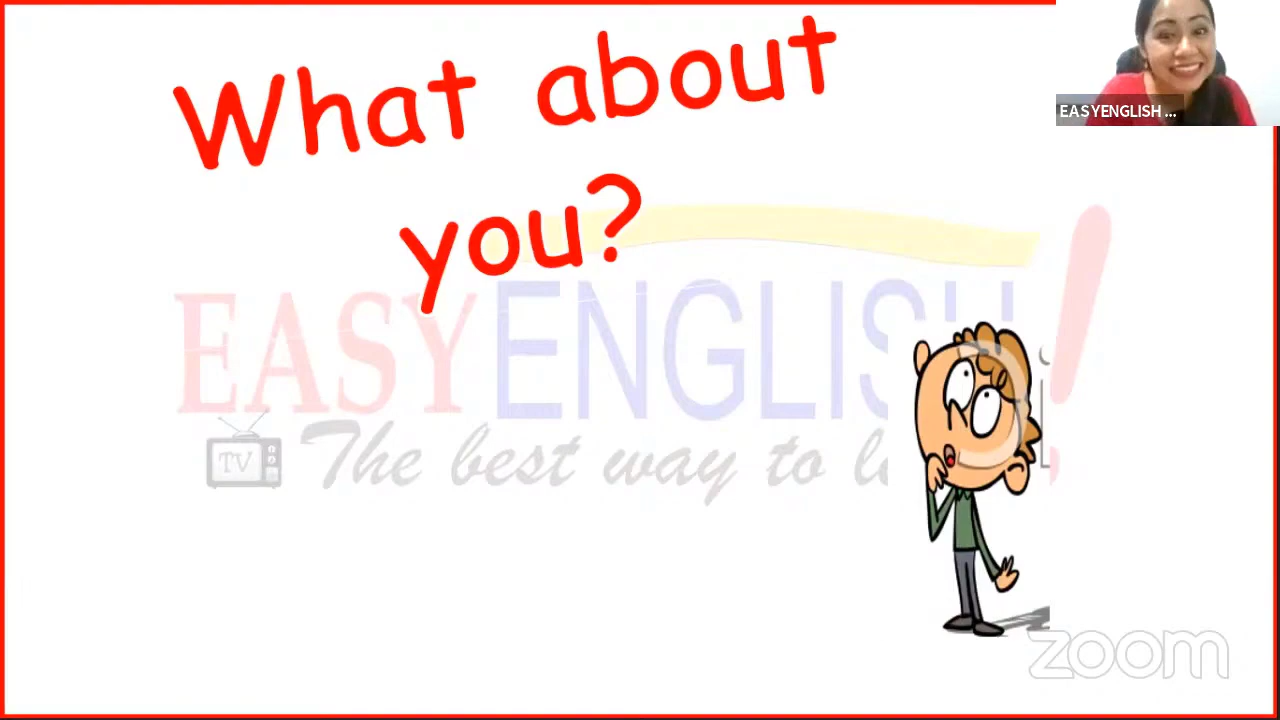 What about
you?
EASYENGLISH ...
EASYENGLISH!
TV
The best way to
zoom